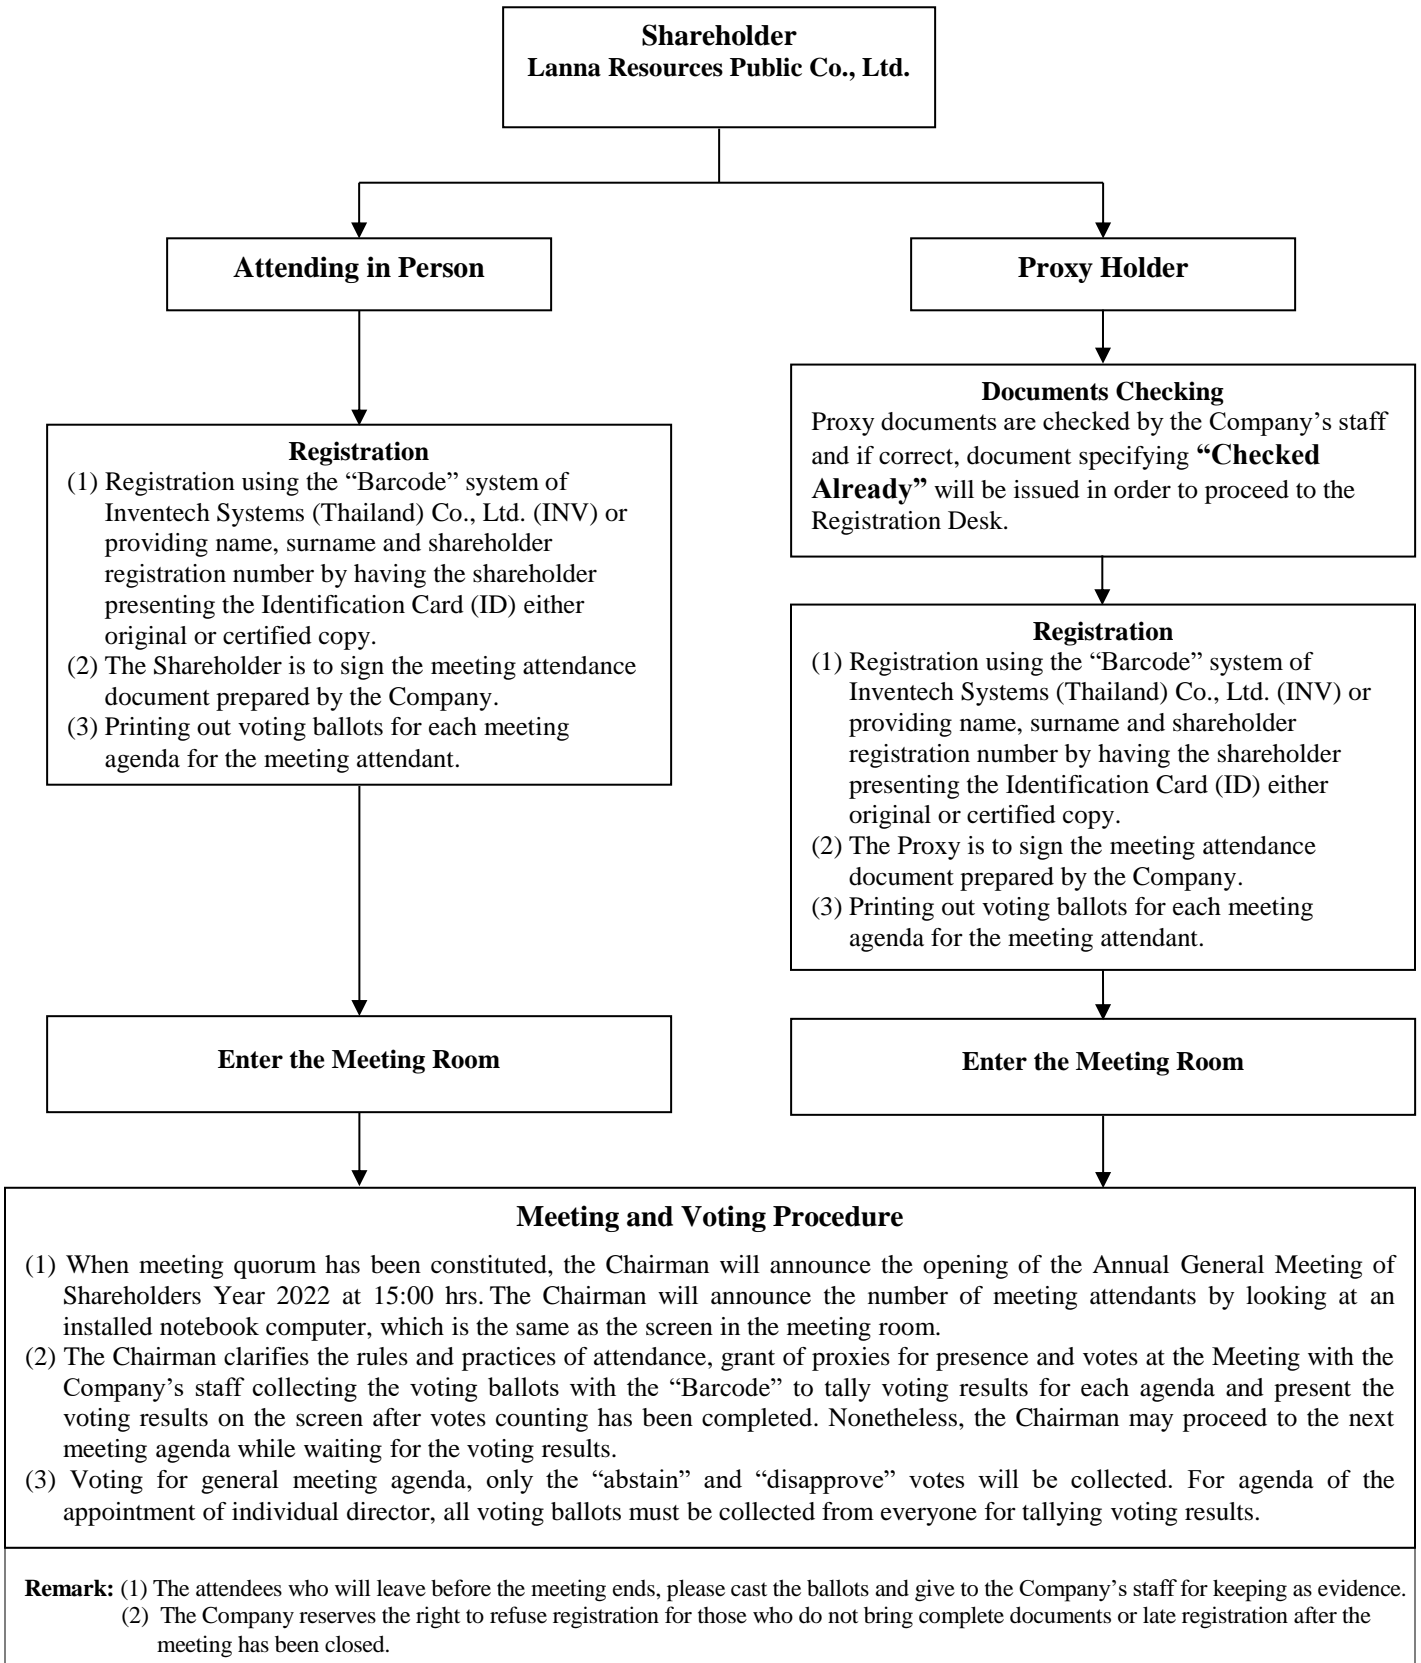 Shareholder
Lanna Resources Public Co., Ltd.
Attending in Person
Proxy Holder
Registration
(1) Registration using the “Barcode” system of
Inventech Systems (Thailand) Co., Ltd. (INV) or
providing name, surname and shareholder
registration number by having the shareholder
presenting the Identification Card (ID) either
original or certified copy.
(2) The Shareholder is to sign the meeting attendance
document prepared by the Company.
(3) Printing out voting ballots for each meeting
agenda for the meeting attendant.
Documents Checking
Proxy documents are checked by the Company’s staff
and if correct, document specifying “Checked
Already” will be issued in order to proceed to the
Registration Desk.
Registration
(1) Registration using the “Barcode” system of
Inventech Systems (Thailand) Co., Ltd. (INV) or
providing name, surname and shareholder
registration number by having the shareholder
presenting the Identification Card (ID) either
original or certified copy.
(2) The Proxy is to sign the meeting attendance
document prepared by the Company.
(3) Printing out voting ballots for each meeting
agenda for the meeting attendant.
Enter the Meeting Room
Enter the Meeting Room
Meeting and Voting Procedure
(1) When meeting quorum has been constituted, the Chairman will announce the opening of the Annual General Meeting of
Shareholders Year 2022 at 15:00 hrs. The Chairman will announce the number of meeting attendants by looking at an
installed notebook computer, which is the same as the screen in the meeting room.
(2) The Chairman clarifies the rules and practices of attendance, grant of proxies for presence and votes at the Meeting with the
Company’s staff collecting the voting ballots with the “Barcode” to tally voting results for each agenda and present the
voting results on the screen after votes counting has been completed. Nonetheless, the Chairman may proceed to the next
meeting agenda while waiting for the voting results.
(3) Voting for general meeting agenda, only the “abstain” and “disapprove” votes will be collected. For agenda of the
appointment of individual director, all voting ballots must be collected from everyone for tallying voting results.
Remark: (1) The attendees who will leave before the meeting ends, please cast the ballots and give to the Company’s staff for keeping as evidence.
(2) The Company reserves the right to refuse registration for those who do not bring complete documents or late registration after the
meeting has been closed.